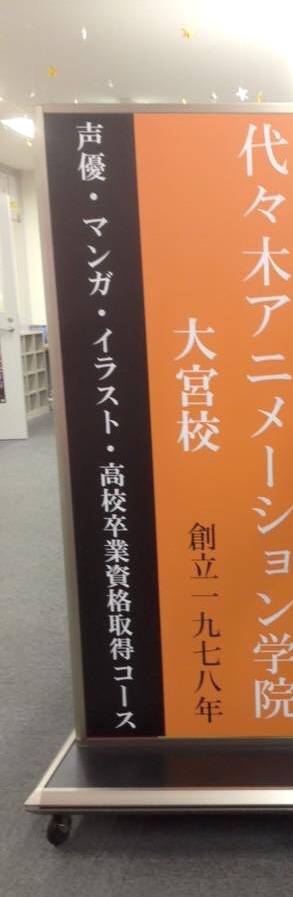 代々木アニメーション学院
大宮校
創立一九七八年
声優・マンガ・イラスト・高校卒業資格取得コース